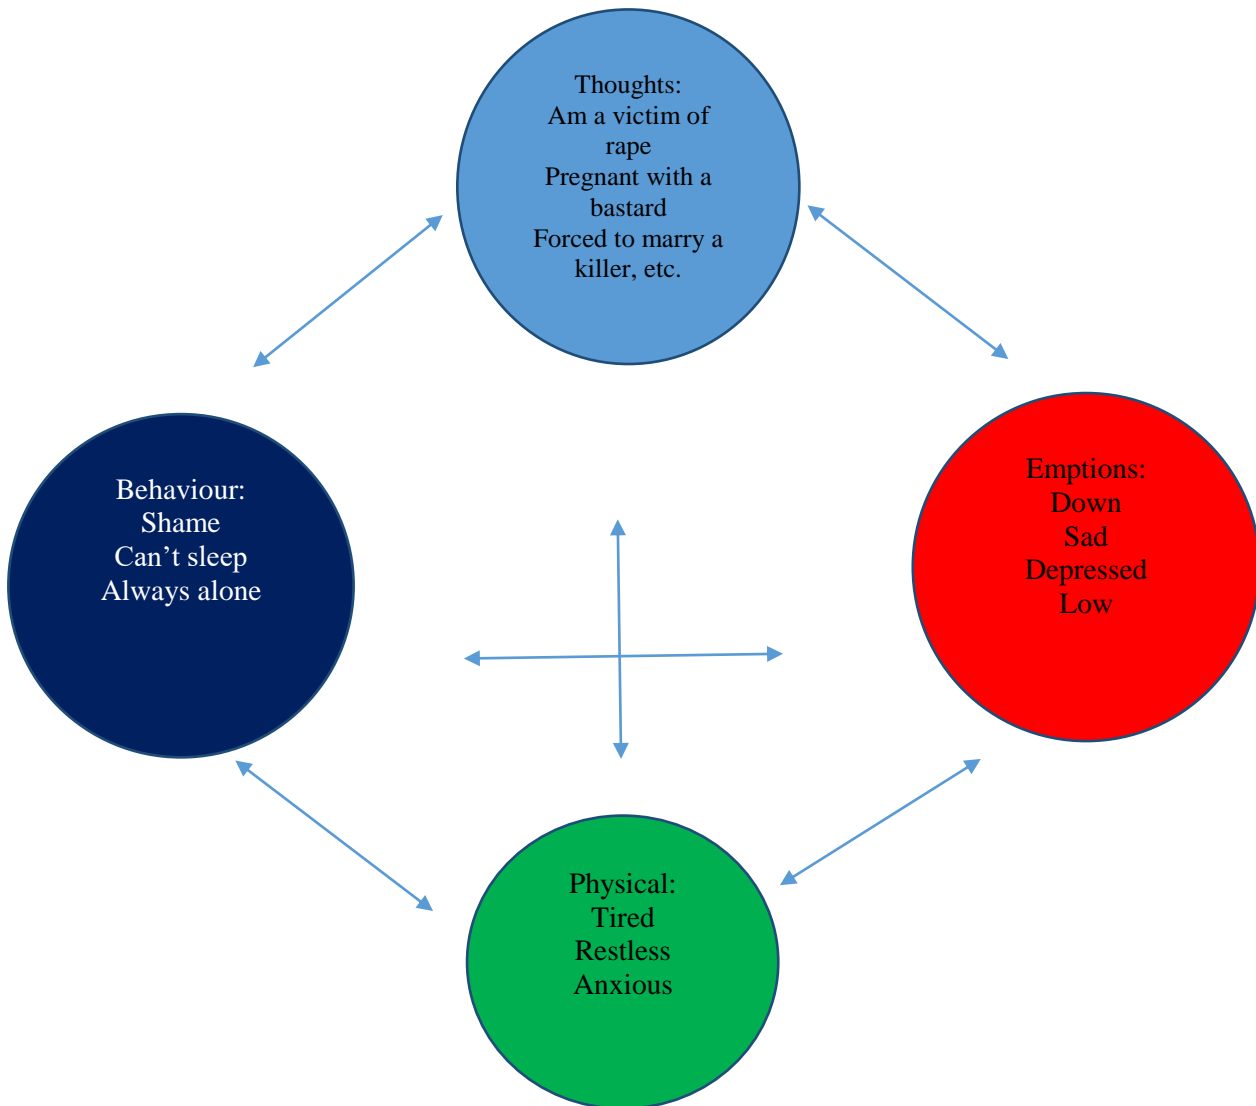 Thoughts:
Am a victim of
rape
Pregnant with a
bastard
Forced to marry a
killer, etc.
Behaviour:
Shame
Can’t sleep
Always alone
Emptions:
Down
Sad
Depressed
Low
Physical:
Tired
Restless
Anxious